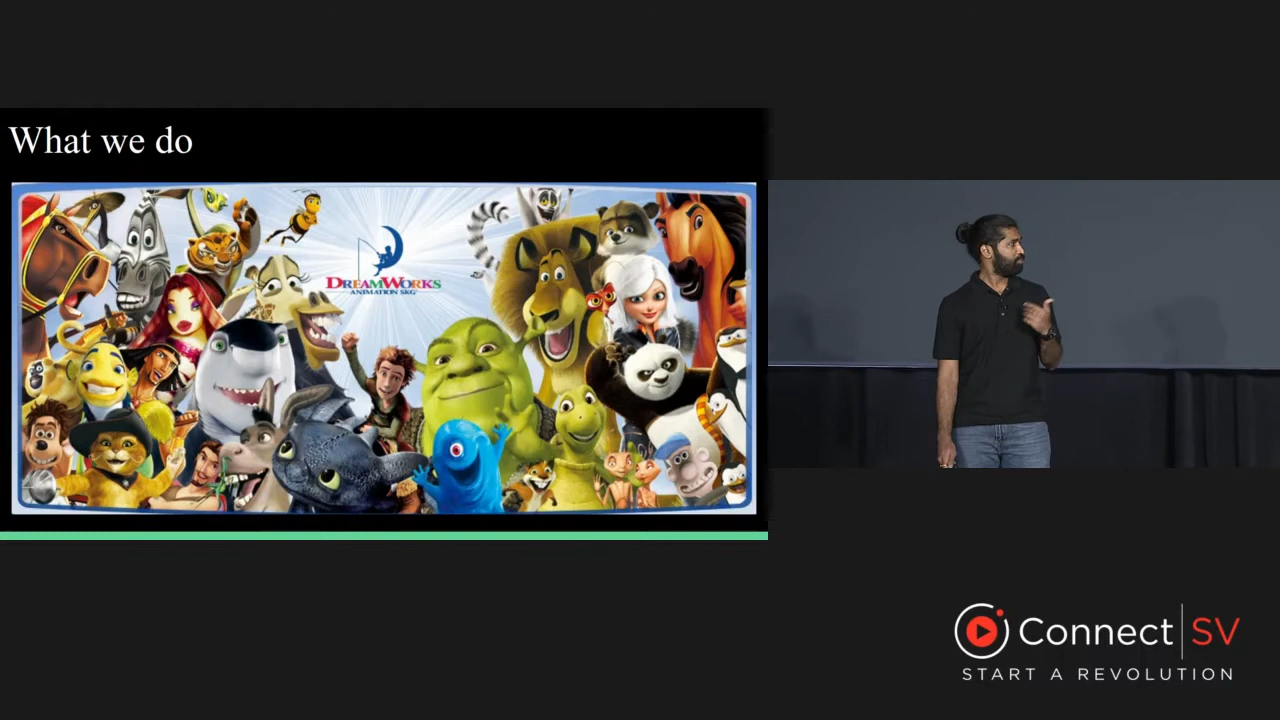 What we do
DREAMWORKS
ANIMATION SKG
Connect SV
START A REVOLUTION